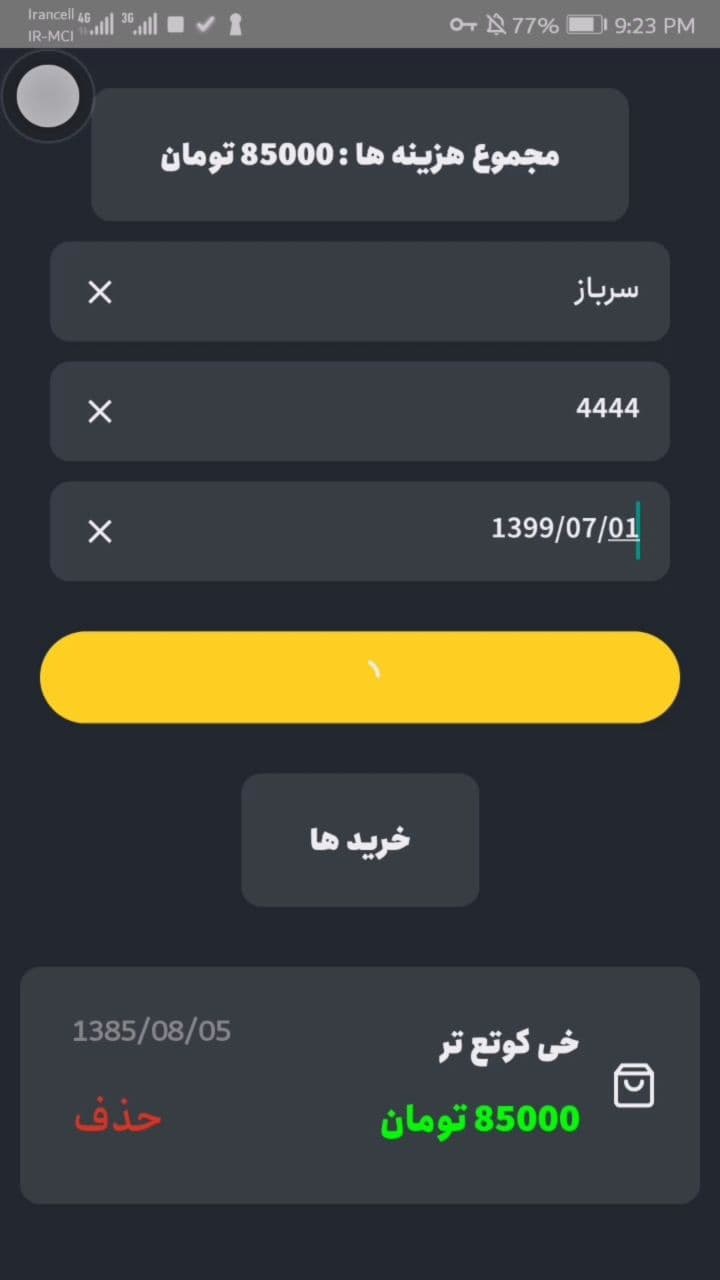 Irancell 4G 3G 77% 9:23 PM
IR-MCI
مجموع هزینه ها : 85000 تومان
سرباز
4444
1399/07/01
خرید ها
خی کوتع تر
1385/08/05
85000 تومان
حذف